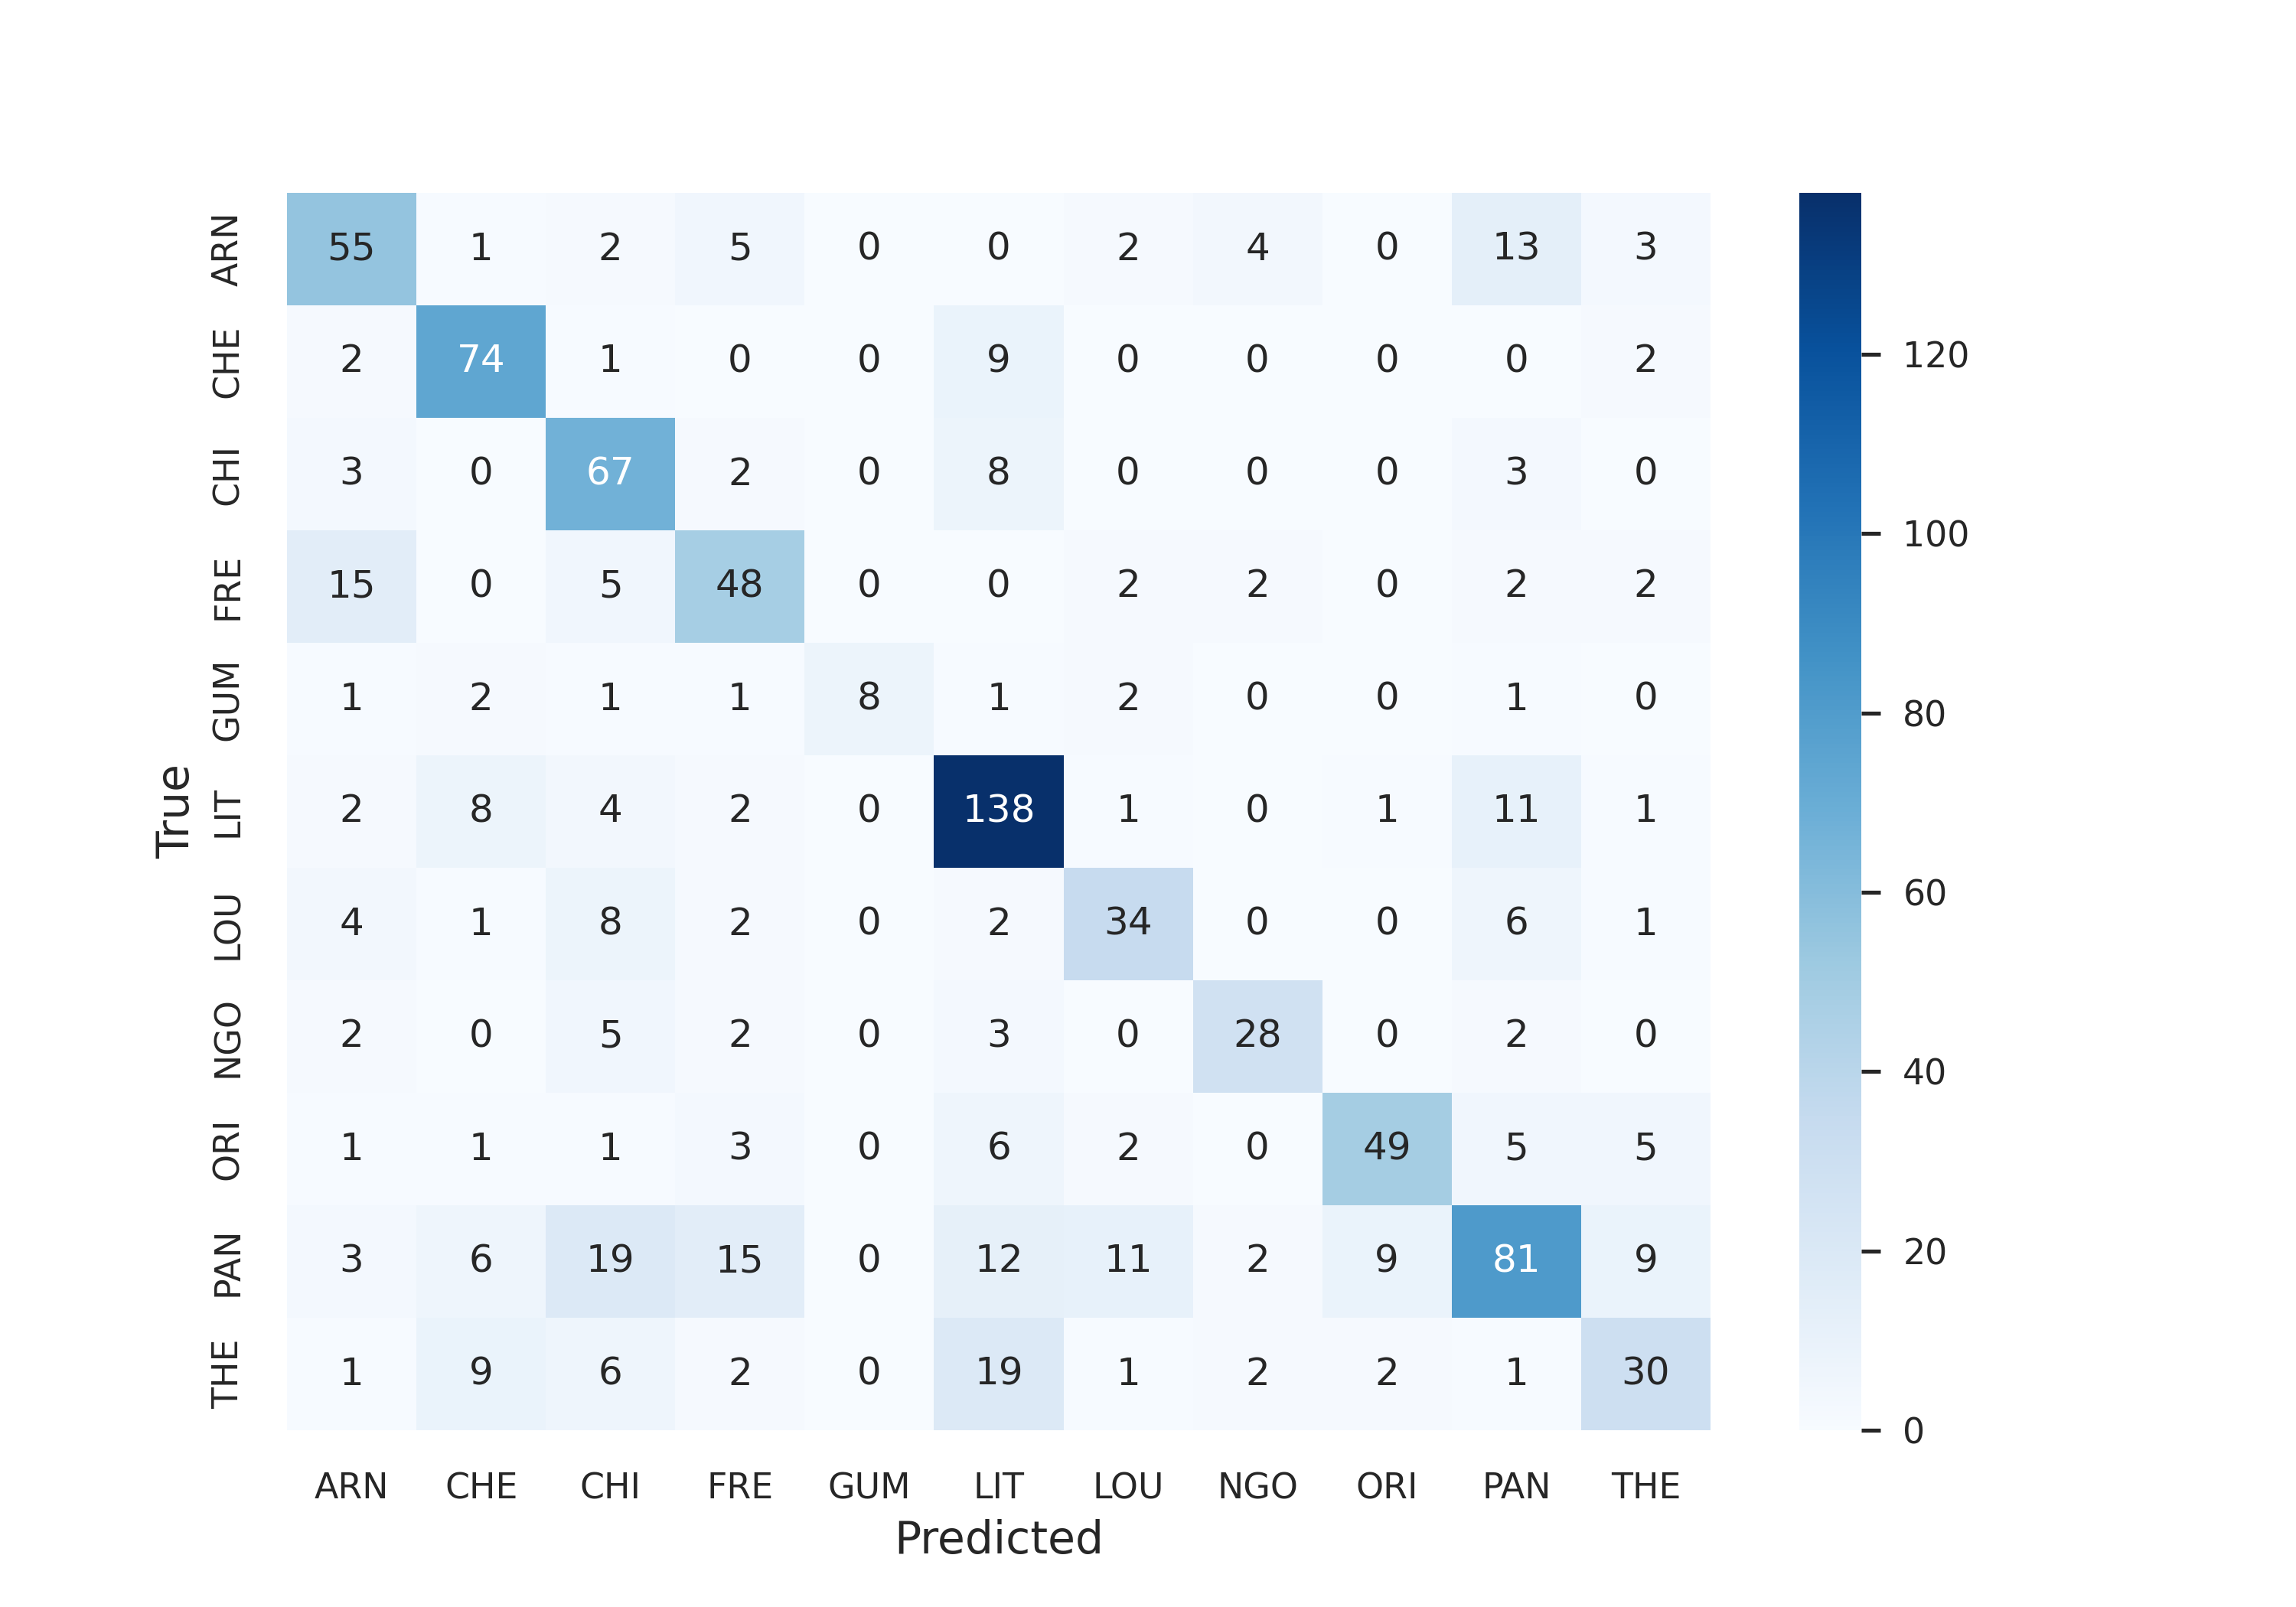 ARN 55 1 2 5 0 0 2 4 0 13 3
CHE 2 74 1 0 0 9 0 0 0 0 2
CHI 3 0 67 2 0 8 0 0 0 3 0
FRE 15 0 5 48 0 0 2 2 0 2 2
GUM 1 2 1 1 8 1 2 0 0 1 0
LIT 2 8 4 2 0 138 1 0 1 11 1
LOU 4 1 8 2 0 2 34 0 0 6 1
NGO 2 0 5 2 0 3 0 28 0 2 0
ORI 1 1 1 3 0 6 2 0 49 5 5
PAN 3 6 19 15 0 12 11 2 9 81 9
THE 1 9 6 2 0 19 1 2 2 1 30
ARN CHE CHI FRE GUM LIT LOU NGO ORI PAN THE
Predicted
True
120
100
80
60
40
20
0